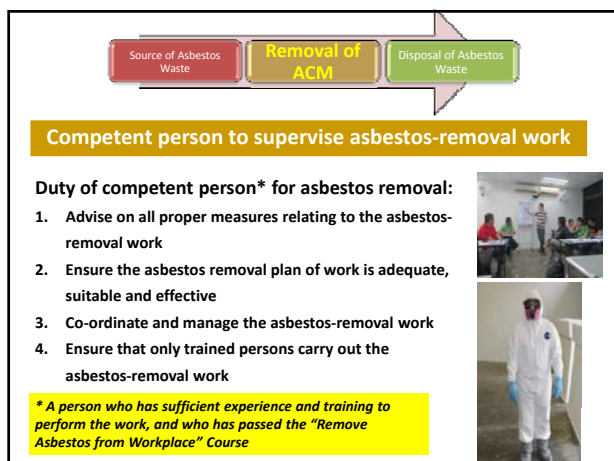 Source of Asbestos
Waste
Removal of
ACM
Disposal of Asbestos
Waste
Competent person to supervise asbestos-removal work
Duty of competent person* for asbestos removal:
1. Advise on all proper measures relating to the asbestos-
removal work
2. Ensure the asbestos removal plan of work is adequate,
suitable and effective
3. Co-ordinate and manage the asbestos-removal work
4. Ensure that only trained persons carry out the
asbestos-removal work
* A person who has sufficient experience and training to
perform the work, and who has passed the “Remove
Asbestos from Workplace” Course